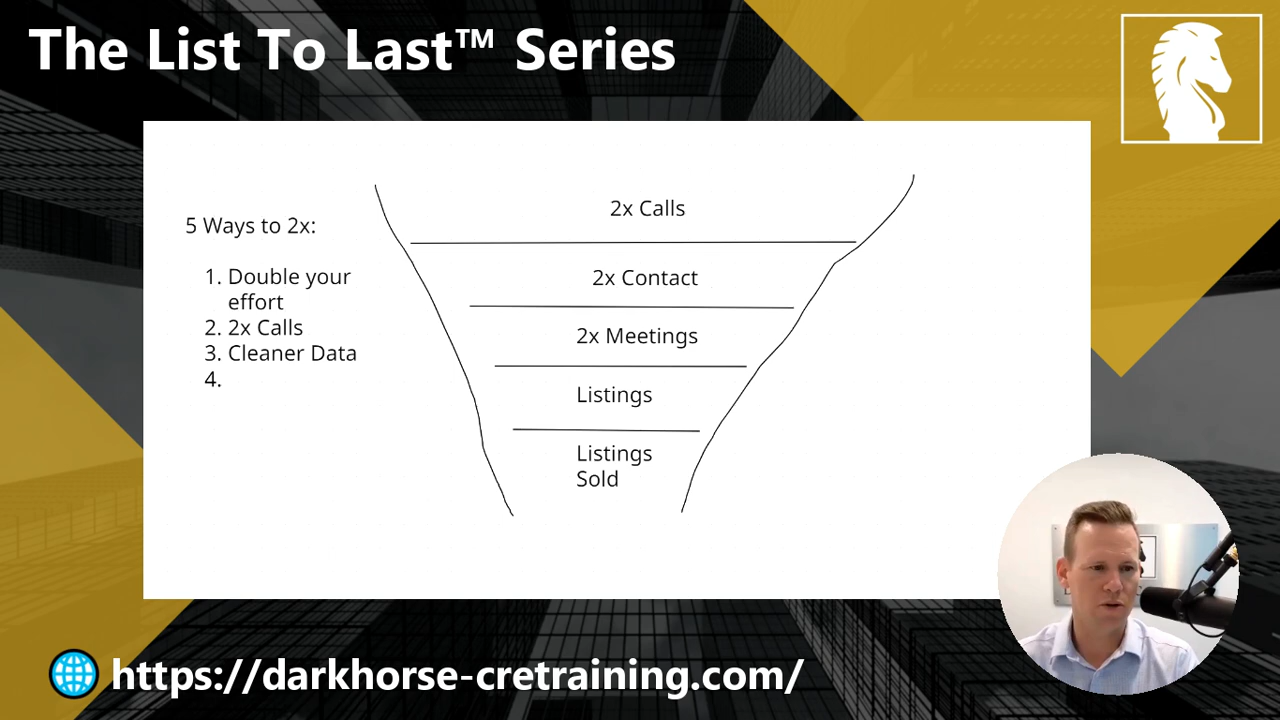 The List To Last™ Series
5 Ways to 2x:
1. Double your
effort
2. 2x Calls
3. Cleaner Data
4.
2x Calls
2x Contact
2x Meetings
Listings
Listings
Sold
https://darkhorse-cretraining.com/